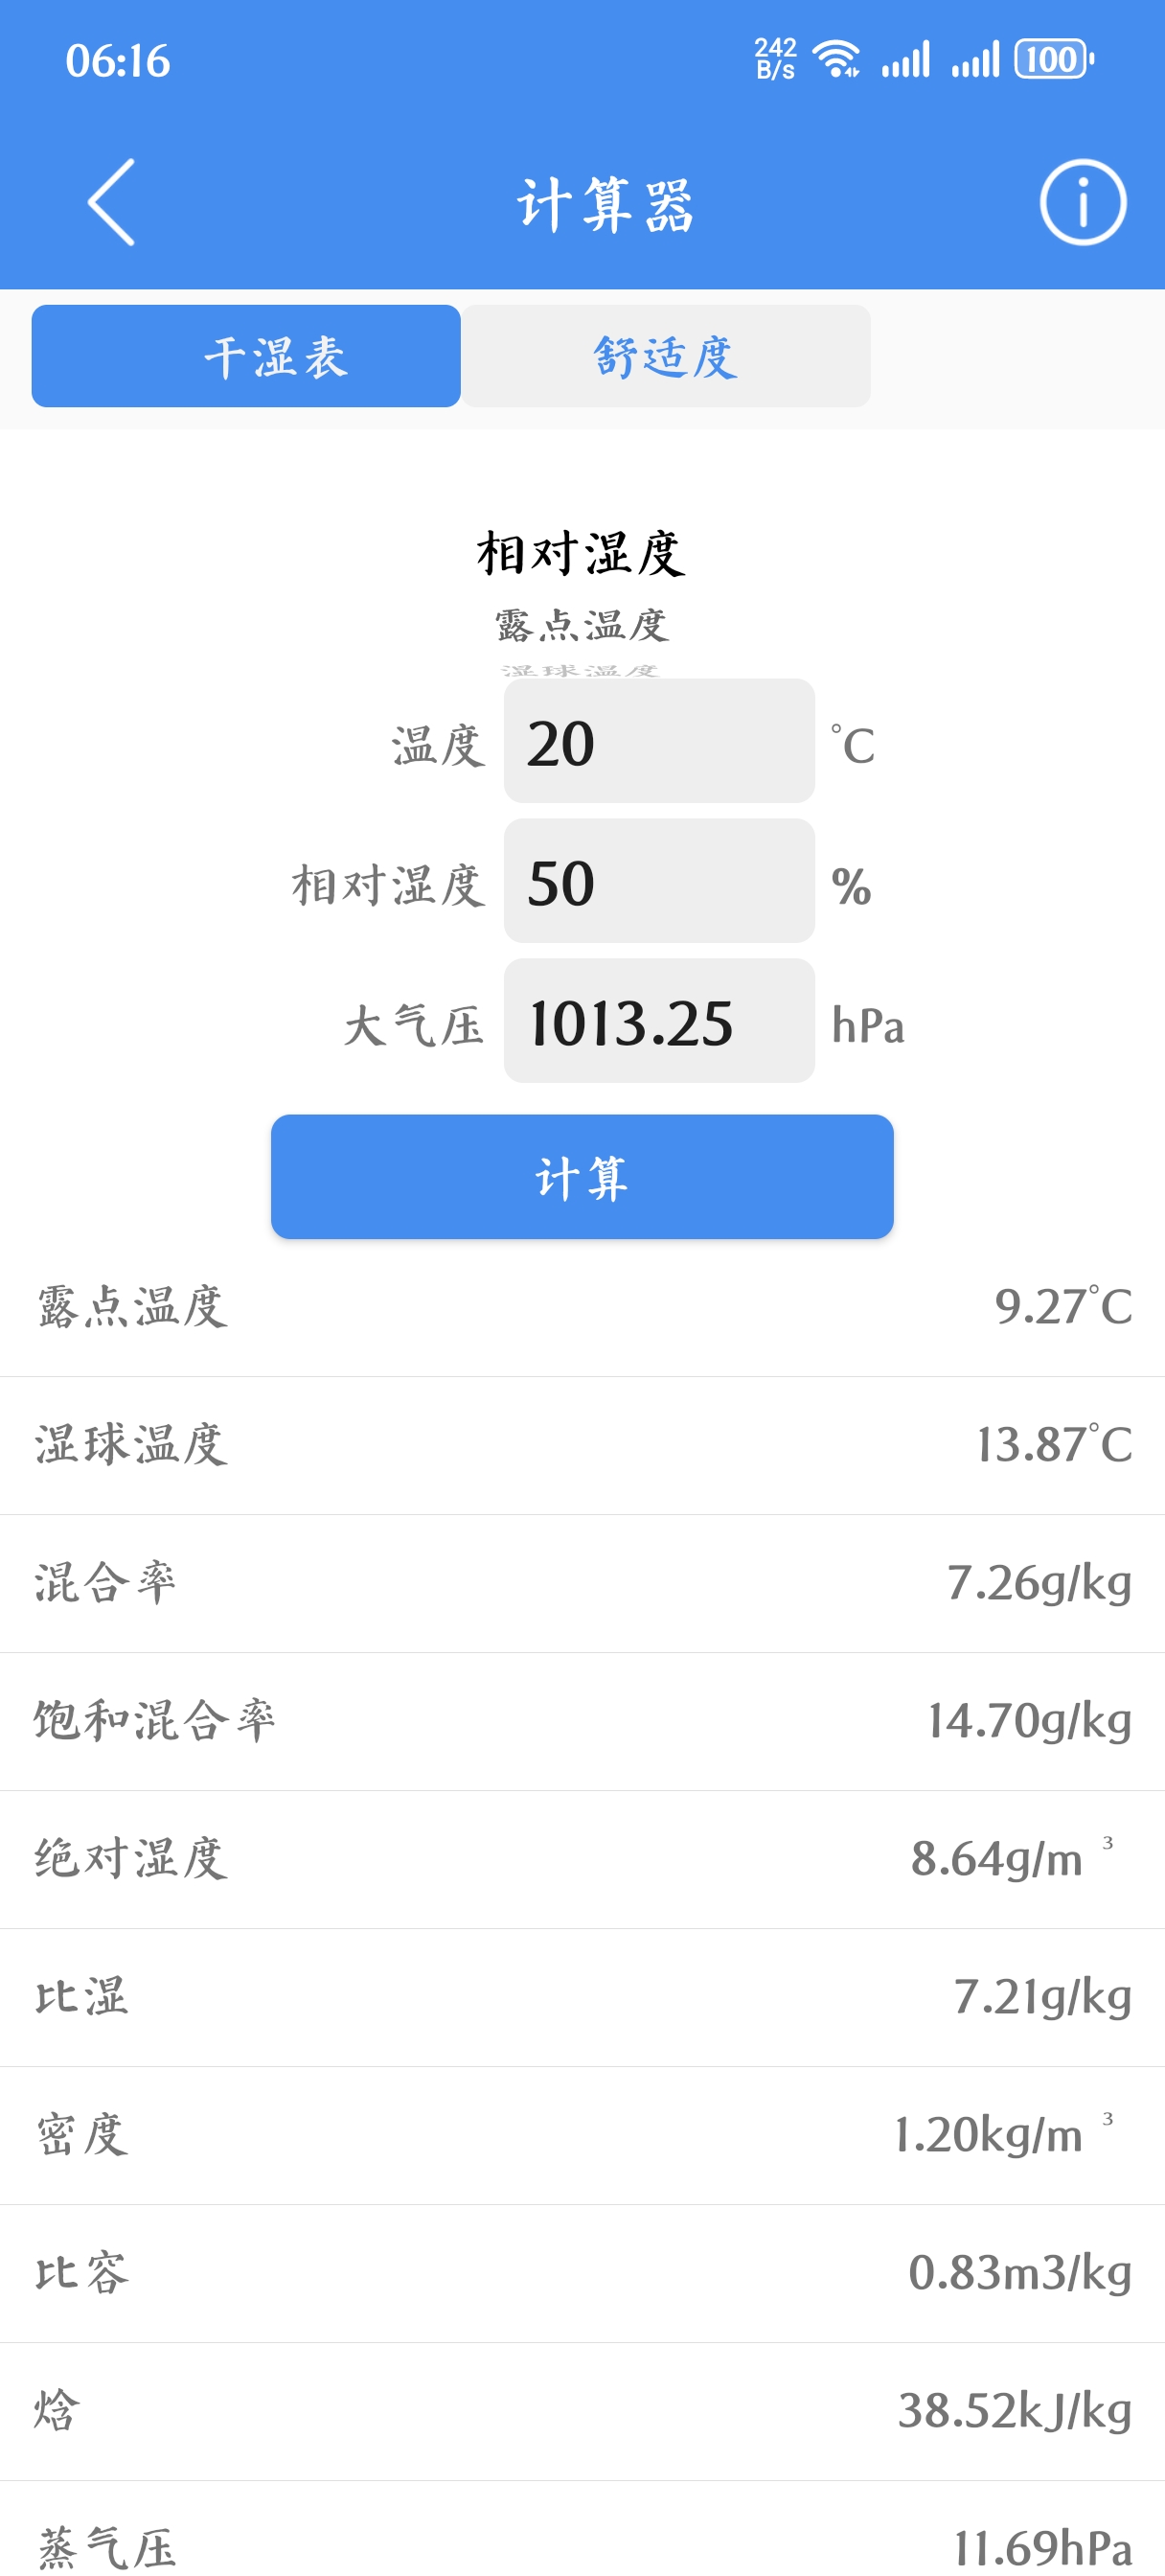 06:16 242 B/s 100
计算器
干湿表 舒适度
相对湿度
露点温度
湿球温度
温度 20 °C
相对湿度 50 %
大气压 1013.25 hPa
计算
露点温度 9.27°C
湿球温度 13.87°C
混合率 7.26g/kg
饱和混合率 14.70g/kg
绝对湿度 8.64g/m ³
比湿 7.21g/kg
密度 1.20kg/m ³
比容 0.83m3/kg
焓 38.52kJ/kg
蒸气压 11.69hPa